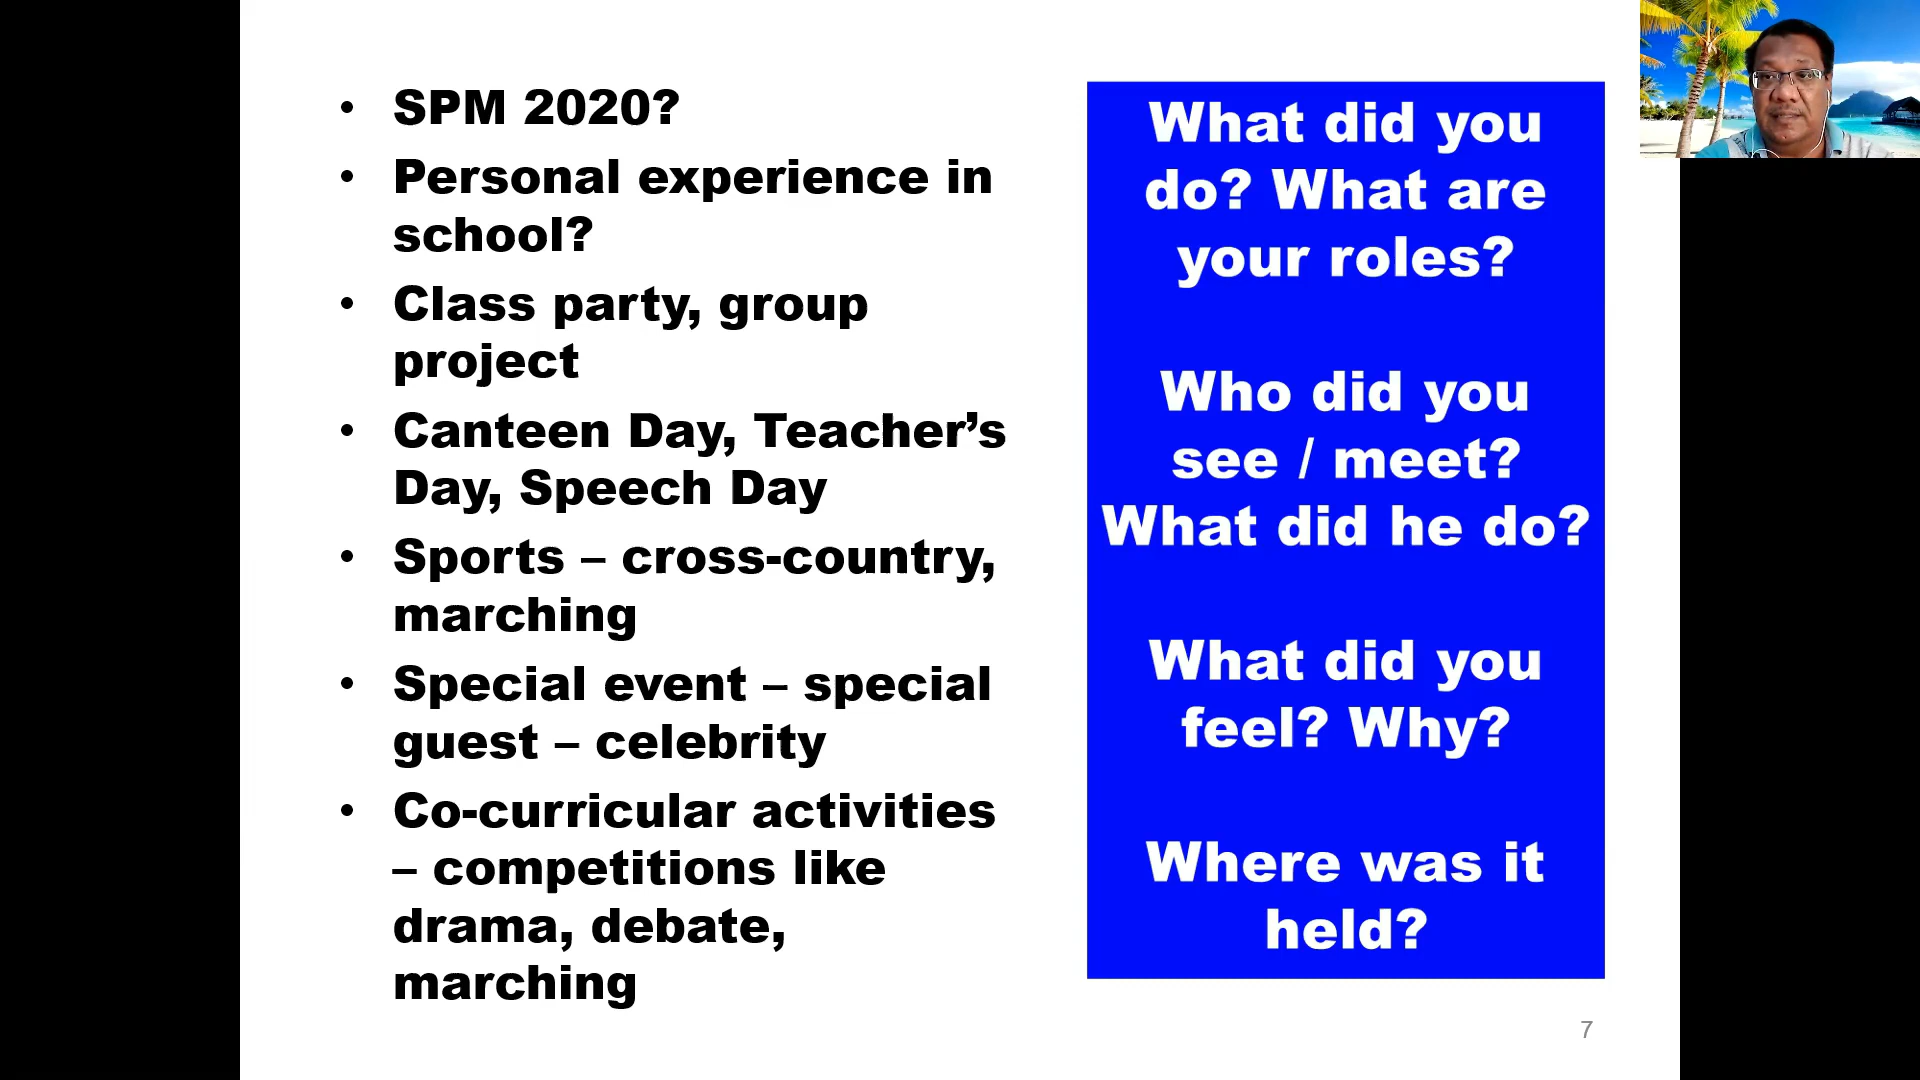 • SPM 2020?
• Personal experience in
school?
• Class party, group
project
• Canteen Day, Teacher’s
Day, Speech Day
• Sports – cross-country,
marching
• Special event – special
guest – celebrity
• Co-curricular activities
– competitions like
drama, debate,
marching
What did you
do? What are
your roles?
Who did you
see / meet?
What did he do?
What did you
feel? Why?
Where was it
held?
7